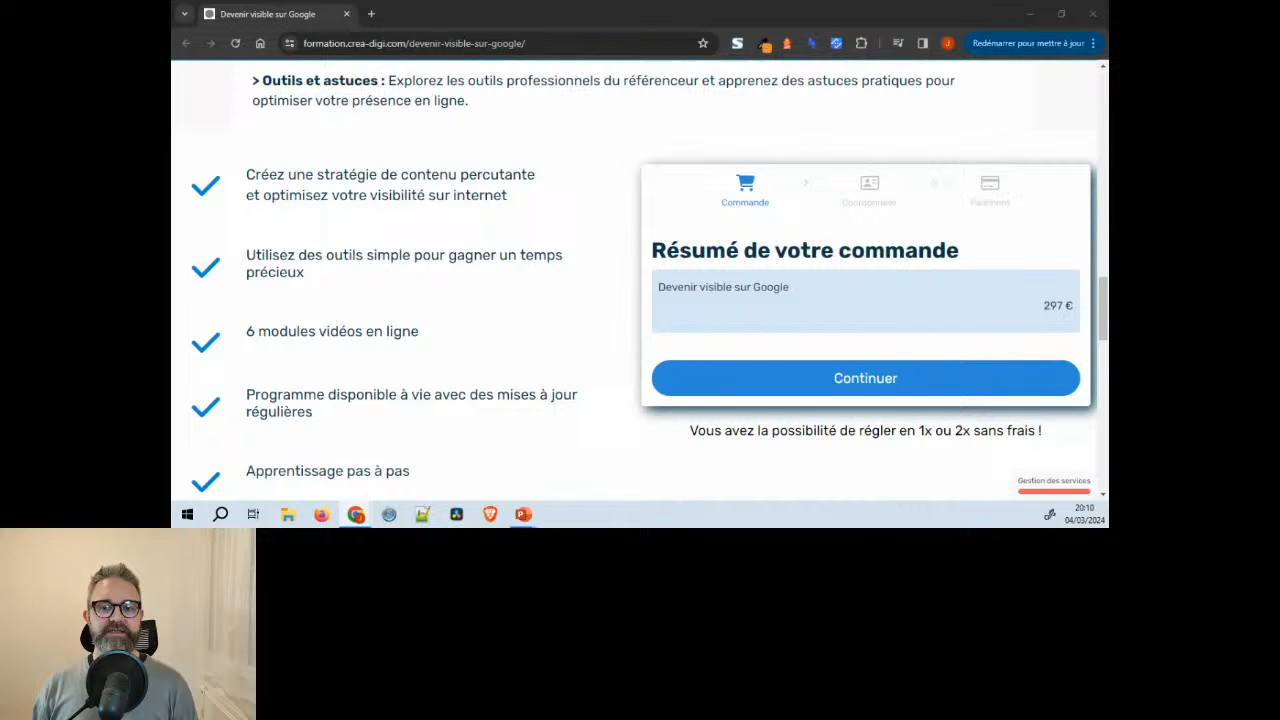 Devenir visible sur Google
formation.crea-digi.com/devenir-visible-sur-google/
Redémarrer pour mettre à jour
> Outils et astuces : Explorez les outils professionnels du référenceur et apprenez des astuces pratiques pour
optimiser votre présence en ligne.
Créez une stratégie de contenu percutante
et optimisez votre visibilité sur internet
Utilisez des outils simple pour gagner un temps
précieux
6 modules vidéos en ligne
Programme disponible à vie avec des mises à jour
régulières
Apprentissage pas à pas
Commande
Coordonnées
Paiement
Résumé de votre commande
Devenir visible sur Google
297 €
Continuer
Vous avez la possibilité de régler en 1x ou 2x sans frais !
Gestion des services
20:10
04/03/2024